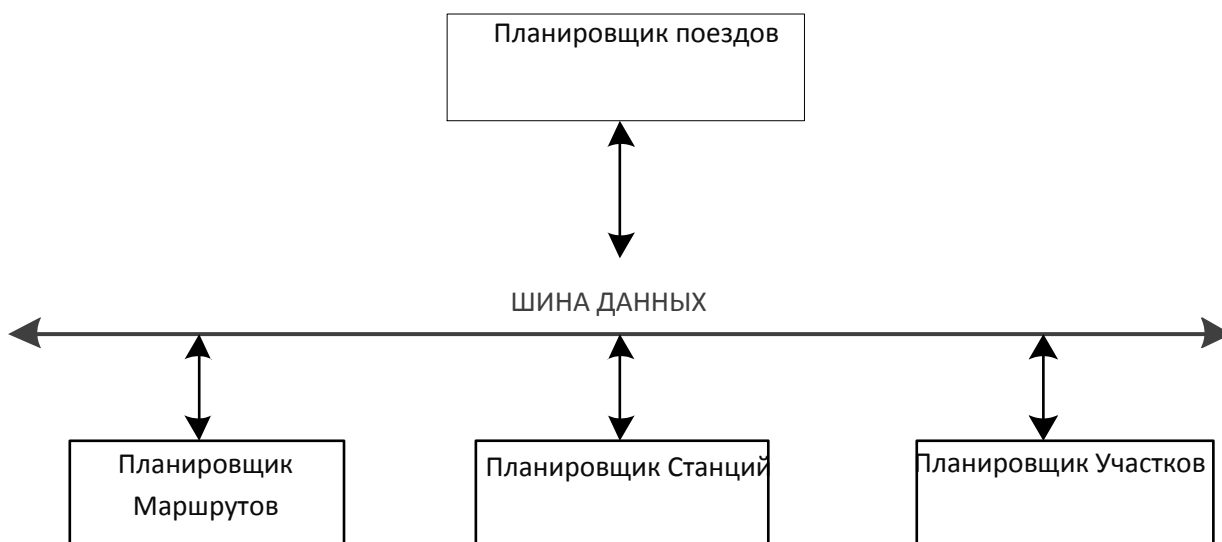 Планировщик поездов
ШИНА ДАННЫХ
Планировщик
Маршрутов
Планировщик Станций
Планировщик Участков